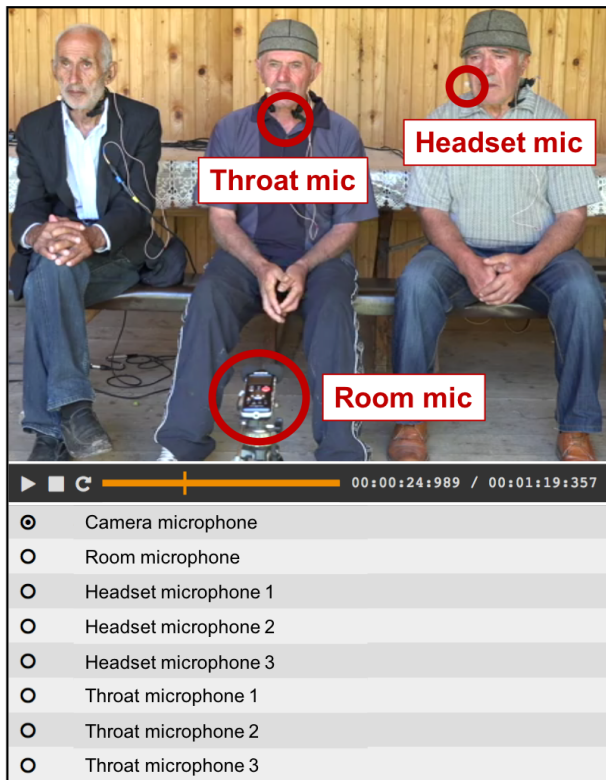 Headset mic
Throat mic
Room mic
00:00:24:989 / 00:01:19:357
Camera microphone
Room microphone
Headset microphone 1
Headset microphone 2
Headset microphone 3
Throat microphone 1
Throat microphone 2
Throat microphone 3